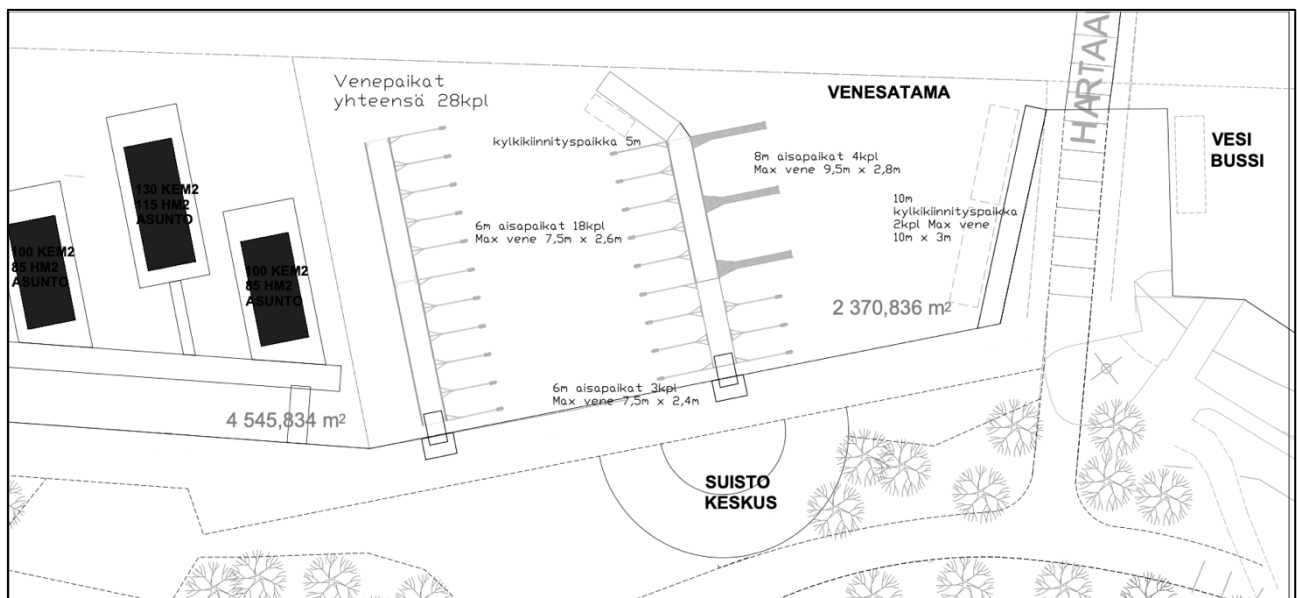 Venepaikat
yhteensä 28kpl
kylkikiinnityspaikka 5m
VENESATAMA
HARTAA
VESI
BUSSI
8m aisapaikat 4kpl
Max vene 9,5m x 2,8m
10m
kylkikiinnityspaikka
2kpl Max vene
10m x 3m
6m aisapaikat 18kpl
Max vene 7,5m x 2,6m
130 KEM2
115 HM2
ASUNTO
100 KEM2
85 HM2
ASUNTO
100 KEM2
85 HM2
ASUNTO
2 370,836 m²
6m aisapaikat 3kpl
Max vene 7,5m x 2,4m
4 545,834 m²
SUISTO
KESKUS